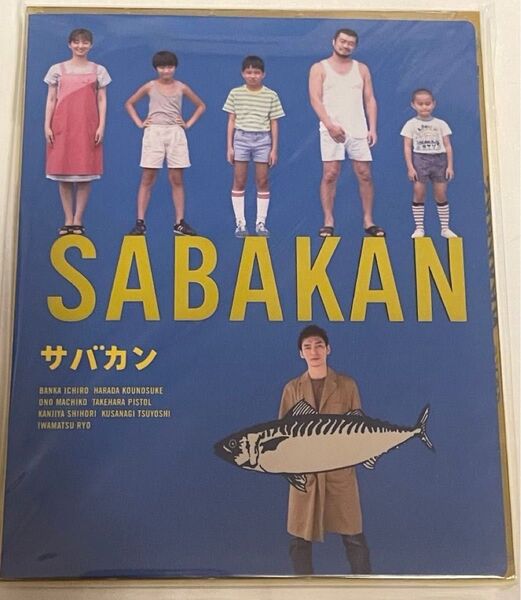 SABAKAN
サバカン
BANKA ICHIRO HARADA KOUNOSUKE
ONO MACHIKO TAKEHARA PISTOL
KANJIYA SHIHORI KUSANAGI TSUYOSHI
IWAMATSU RYO